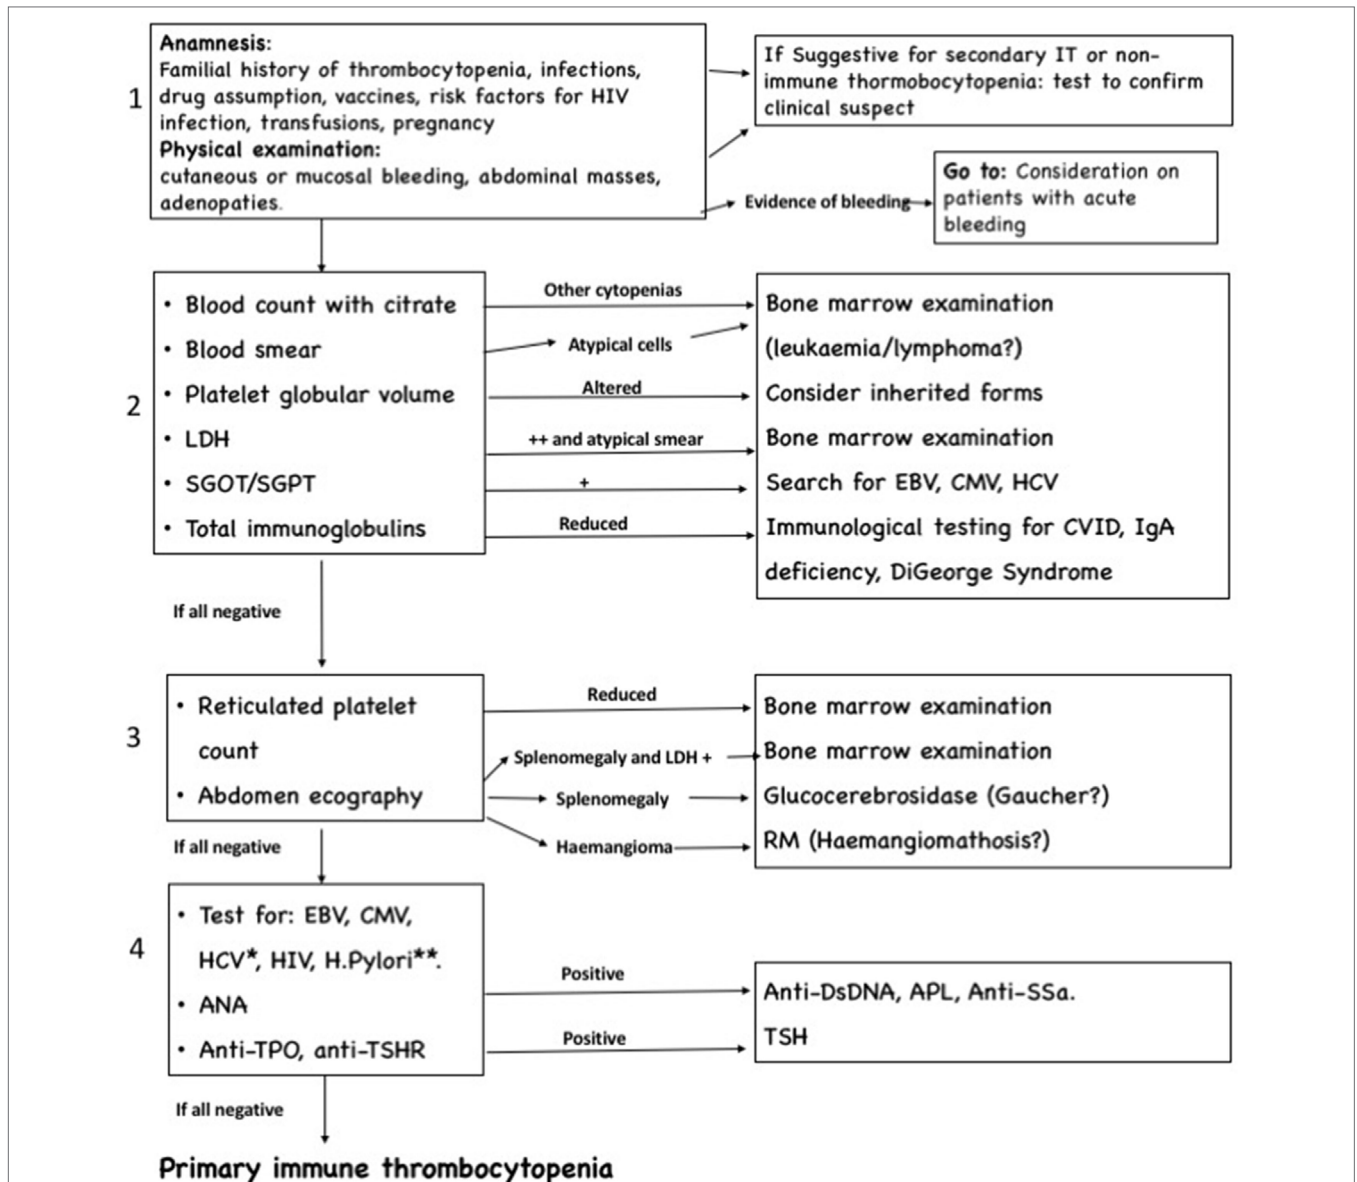 1
Anamnesis:
Familial history of thrombocytopenia, infections,
drug assumption, vaccines, risk factors for HIV
infection, transfusions, pregnancy
Physical examination:
cutaneous or mucosal bleeding, abdominal masses,
adenopaties.
If Suggestive for secondary IT or non-
immune thormobocytopenia: test to confirm
clinical suspect
Evidence of bleeding
Go to: Consideration on
patients with acute
bleeding
2
• Blood count with citrate
• Blood smear
• Platelet globular volume
• LDH
• SGOT/SGPT
• Total immunoglobulins
Other cytopenias
Atypical cells
Altered
++ and atypical smear
+
Reduced
Bone marrow examination
(leukaemia/lymphoma?)
Consider inherited forms
Bone marrow examination
Search for EBV, CMV, HCV
Immunological testing for CVID, IgA
deficiency, DiGeorge Syndrome
If all negative
3
• Reticulated platelet
count
• Abdomen ecography
Reduced
Splenomegaly and LDH +
Splenomegaly
Haemangioma
Bone marrow examination
Bone marrow examination
Glucocerebrosidase (Gaucher?)
RM (Haemangiomathosis?)
If all negative
4
• Test for: EBV, CMV,
HCV*, HIV, H.Pylori**.
• ANA
• Anti-TPO, anti-TSHR
Positive
Positive
Anti-DsDNA, APL, Anti-SSa.
TSH
If all negative
Primary immune thrombocytopenia